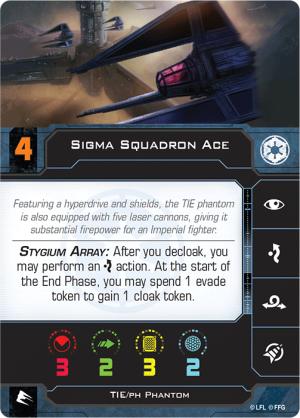 4 Sigma Squadron Ace
Featuring a hyperdrive and shields, the TIE phantom
is also equipped with five laser cannons, giving it
substantial firepower for an Imperial fighter.
Stygium Array: After you decloak, you
may perform an action. At the start
of the End Phase, you may spend 1 evade
token to gain 1 cloak token.
3 2 3 2
TIE/ph Phantom
© LFL © FFG